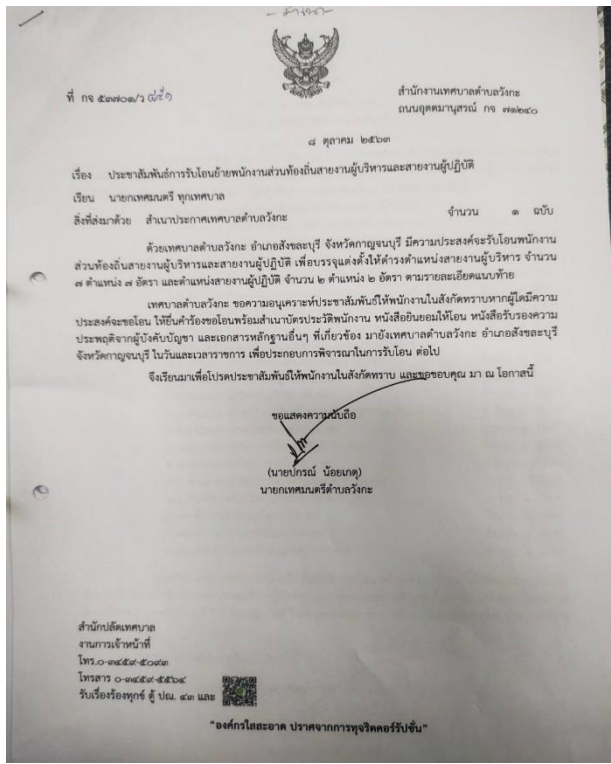 - สำเนา -
ที่ กจ ๕๓๗๐๑/ว ๔๕๑
สำนักงานเทศบาลตำบลวังกะ
ถนนอุตตมานุสรณ์ กจ ๗๑๒๔๐
๘ ตุลาคม ๒๕๖๓
เรื่อง ประชาสัมพันธ์การรับโอนย้ายพนักงานส่วนท้องถิ่นสายงานผู้บริหารและสายงานผู้ปฏิบัติ
เรียน นายกเทศมนตรี ทุกเทศบาล
สิ่งที่ส่งมาด้วย สำเนาประกาศเทศบาลตำบลวังกะ จำนวน ๑ ฉบับ
ด้วยเทศบาลตำบลวังกะ อำเภอสังขละบุรี จังหวัดกาญจนบุรี มีความประสงค์จะรับโอนพนักงาน
ส่วนท้องถิ่นสายงานผู้บริหารและสายงานผู้ปฏิบัติ เพื่อบรรจุแต่งตั้งให้ดำรงตำแหน่งสายงานผู้บริหาร จำนวน
๗ ตำแหน่ง ๗ อัตรา และตำแหน่งสายงานผู้ปฏิบัติ จำนวน ๒ ตำแหน่ง ๒ อัตรา ตามรายละเอียดแนบท้าย
เทศบาลตำบลวังกะ ขอความอนุเคราะห์ประชาสัมพันธ์ให้พนักงานในสังกัดทราบหากผู้ใดมีความ
ประสงค์จะขอโอน ให้ยื่นคำร้องขอโอนพร้อมสำเนาบัตรประวัติพนักงาน หนังสือยินยอมให้โอน หนังสือรับรองความ
ประพฤติจากผู้บังคับบัญชา และเอกสารหลักฐานอื่นๆ ที่เกี่ยวข้อง มายังเทศบาลตำบลวังกะ อำเภอสังขละบุรี
จังหวัดกาญจนบุรี ในวันและเวลาราชการ เพื่อประกอบการพิจารณาในการรับโอน ต่อไป
จึงเรียนมาเพื่อโปรดประชาสัมพันธ์ให้พนักงานในสังกัดทราบ และขอขอบคุณ มา ณ โอกาสนี้
ขอแสดงความนับถือ
(นายปกรณ์ น้อยเกตุ)
นายกเทศมนตรีตำบลวังกะ
สำนักปลัดเทศบาล
งานการเจ้าหน้าที่
โทร.๐-๓๔๕๙-๕๐๙๓
โทรสาร ๐-๓๔๕๙-๕๕๖๔
รับเรื่องร้องทุกข์ ตู้ ปณ. ๔๓ และ
"องค์กรใสสะอาด ปราศจากการทุจริตคอร์รัปชั่น"